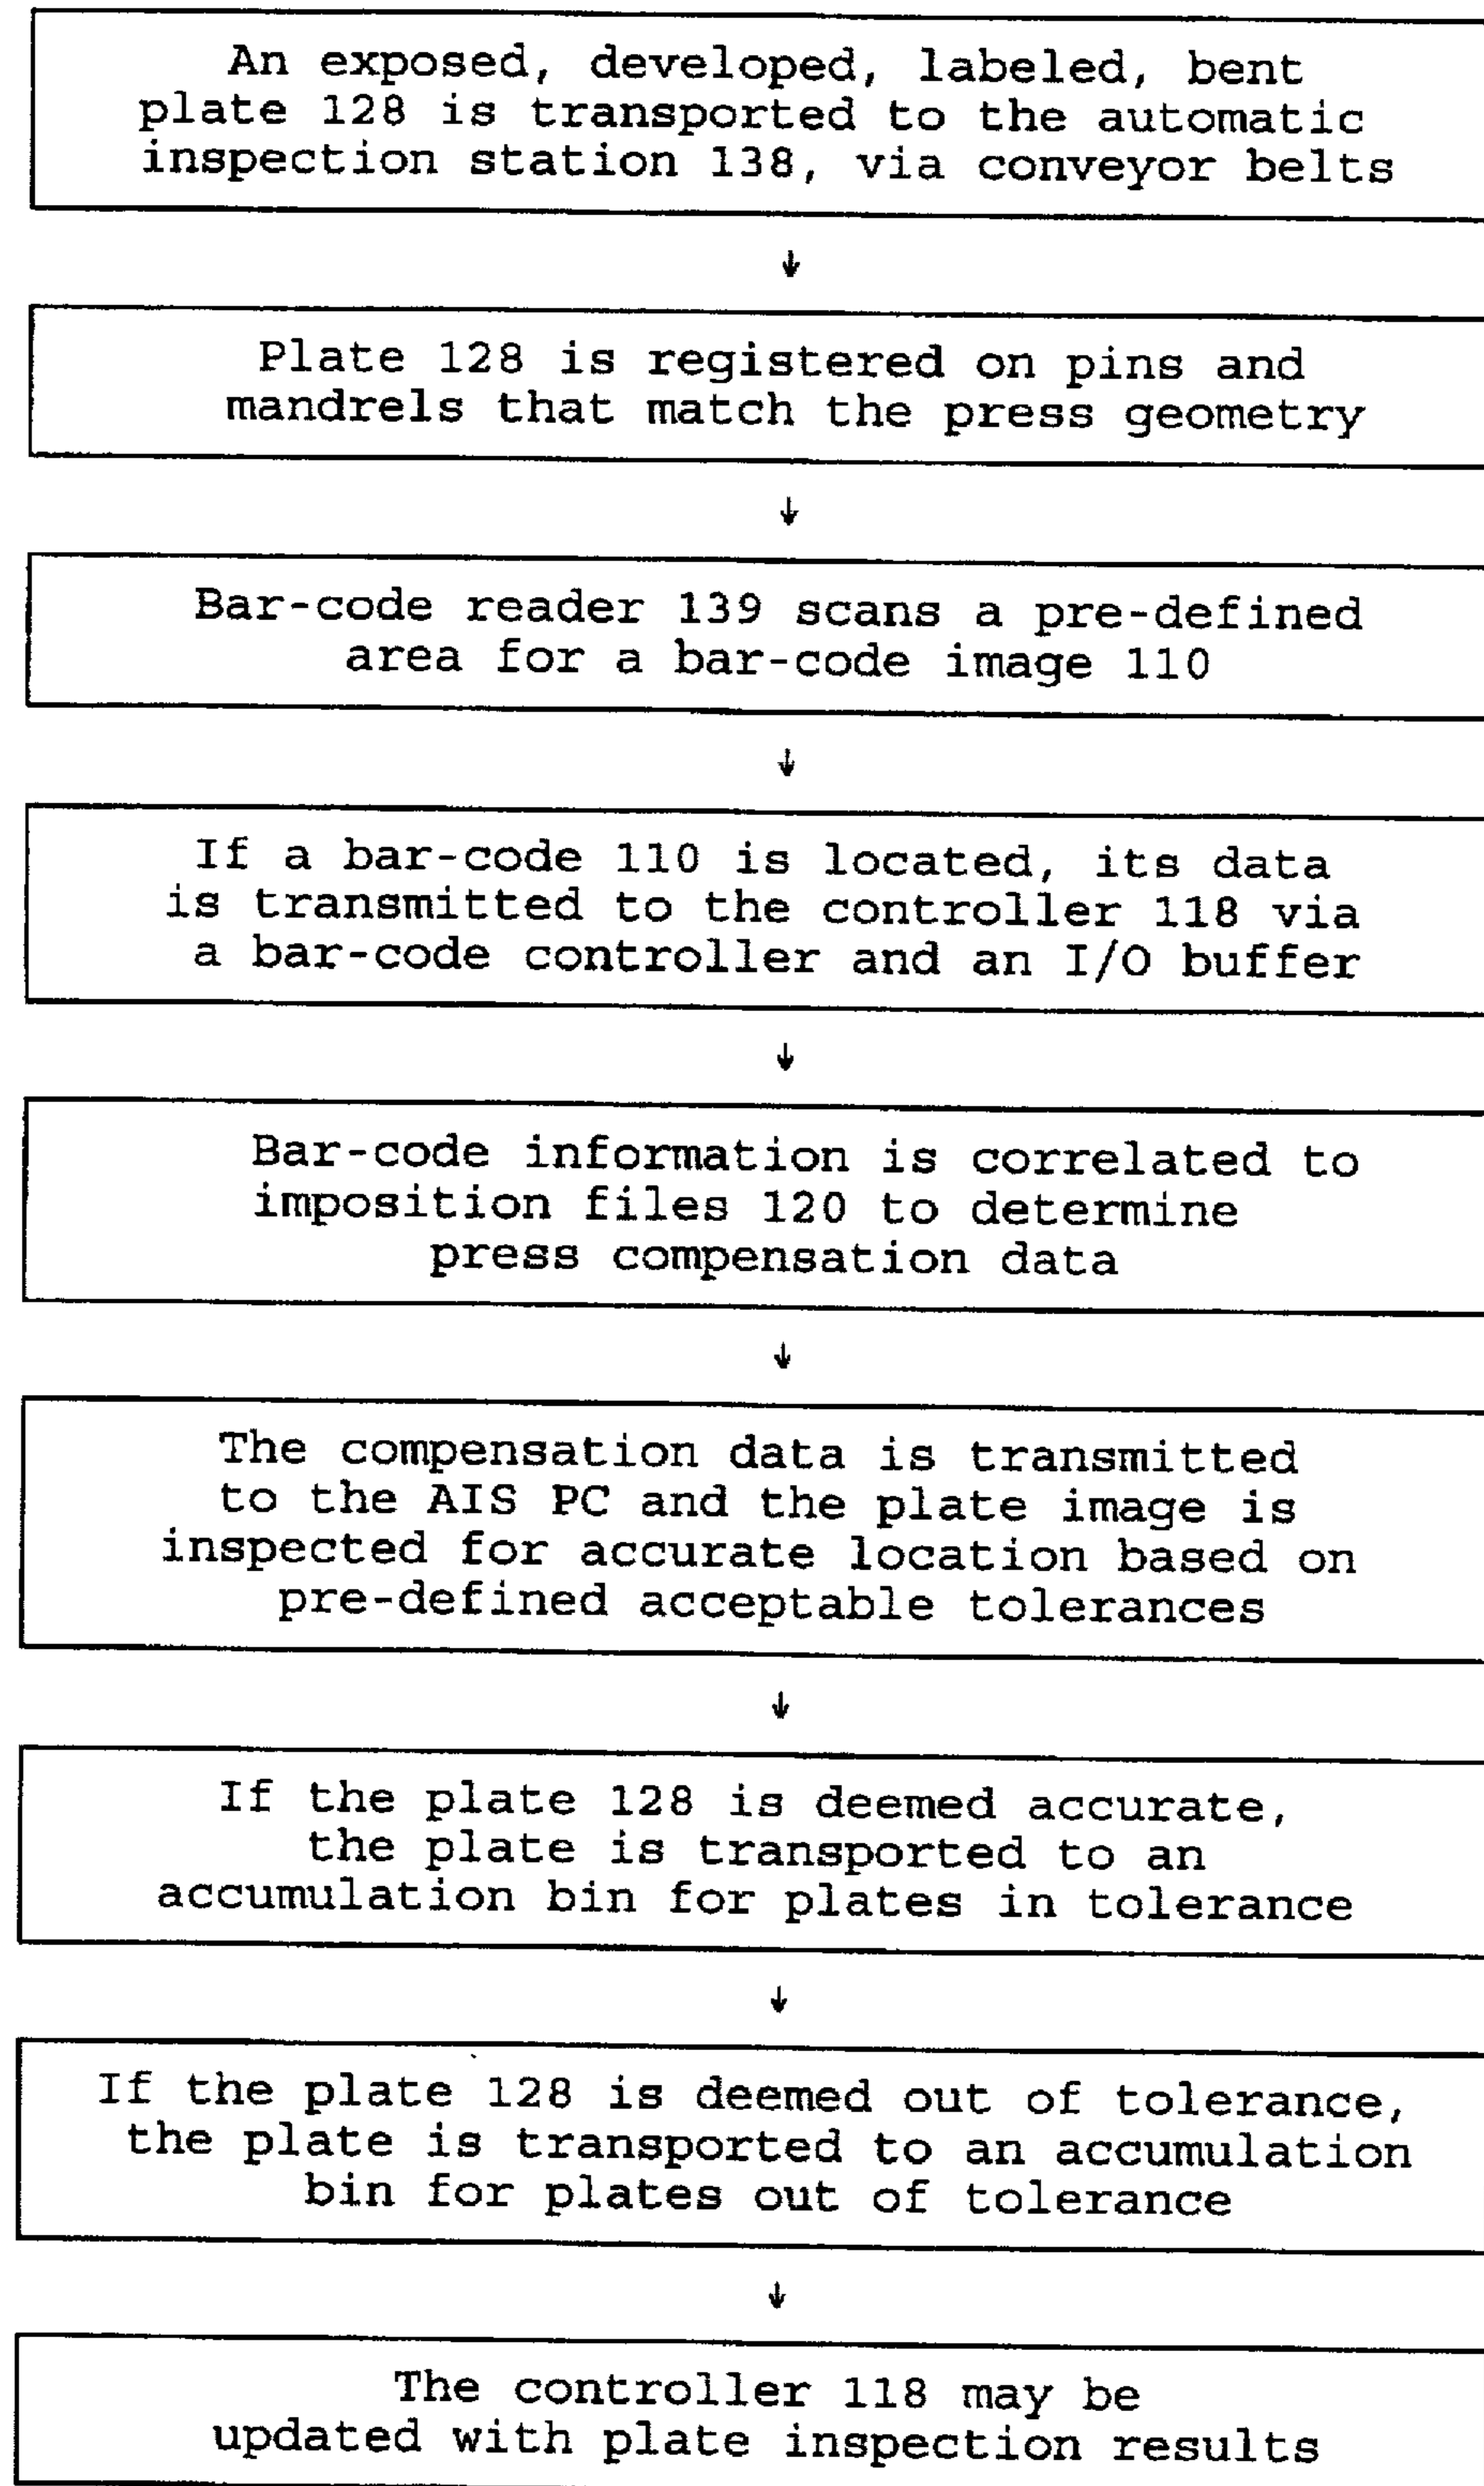 An exposed, developed, labeled, bent
plate 128 is transported to the automatic
inspection station 138, via conveyor belts
↓
Plate 128 is registered on pins and
mandrels that match the press geometry
↓
Bar-code reader 139 scans a pre-defined
area for a bar-code image 110
↓
If a bar-code 110 is located, its data
is transmitted to the controller 118 via
a bar-code controller and an I/O buffer
↓
Bar-code information is correlated to
imposition files 120 to determine
press compensation data
↓
The compensation data is transmitted
to the AIS PC and the plate image is
inspected for accurate location based on
pre-defined acceptable tolerances
↓
If the plate 128 is deemed accurate,
the plate is transported to an
accumulation bin for plates in tolerance
↓
If the plate 128 is deemed out of tolerance,
the plate is transported to an accumulation
bin for plates out of tolerance
↓
The controller 118 may be
updated with plate inspection results